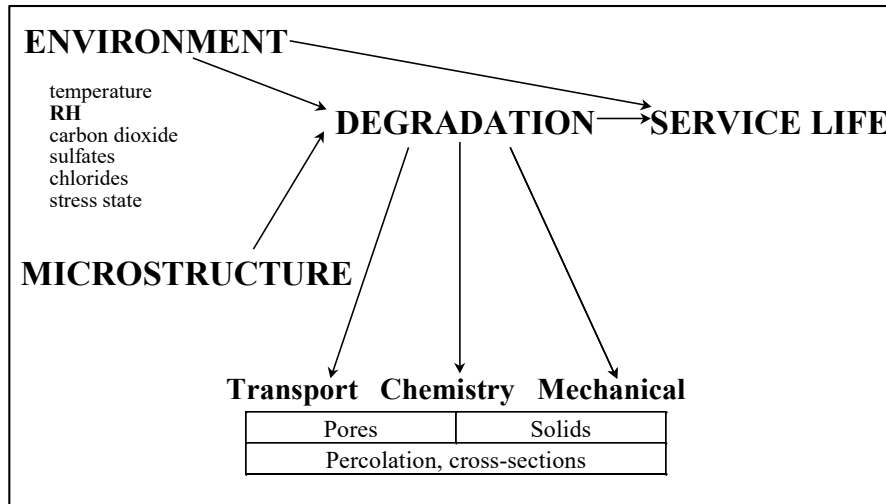 ENVIRONMENT
temperature
RH
carbon dioxide
sulfates
chlorides
stress state
DEGRADATION
SERVICE LIFE
MICROSTRUCTURE
Transport Chemistry Mechanical
Pores Solids
Percolation, cross-sections